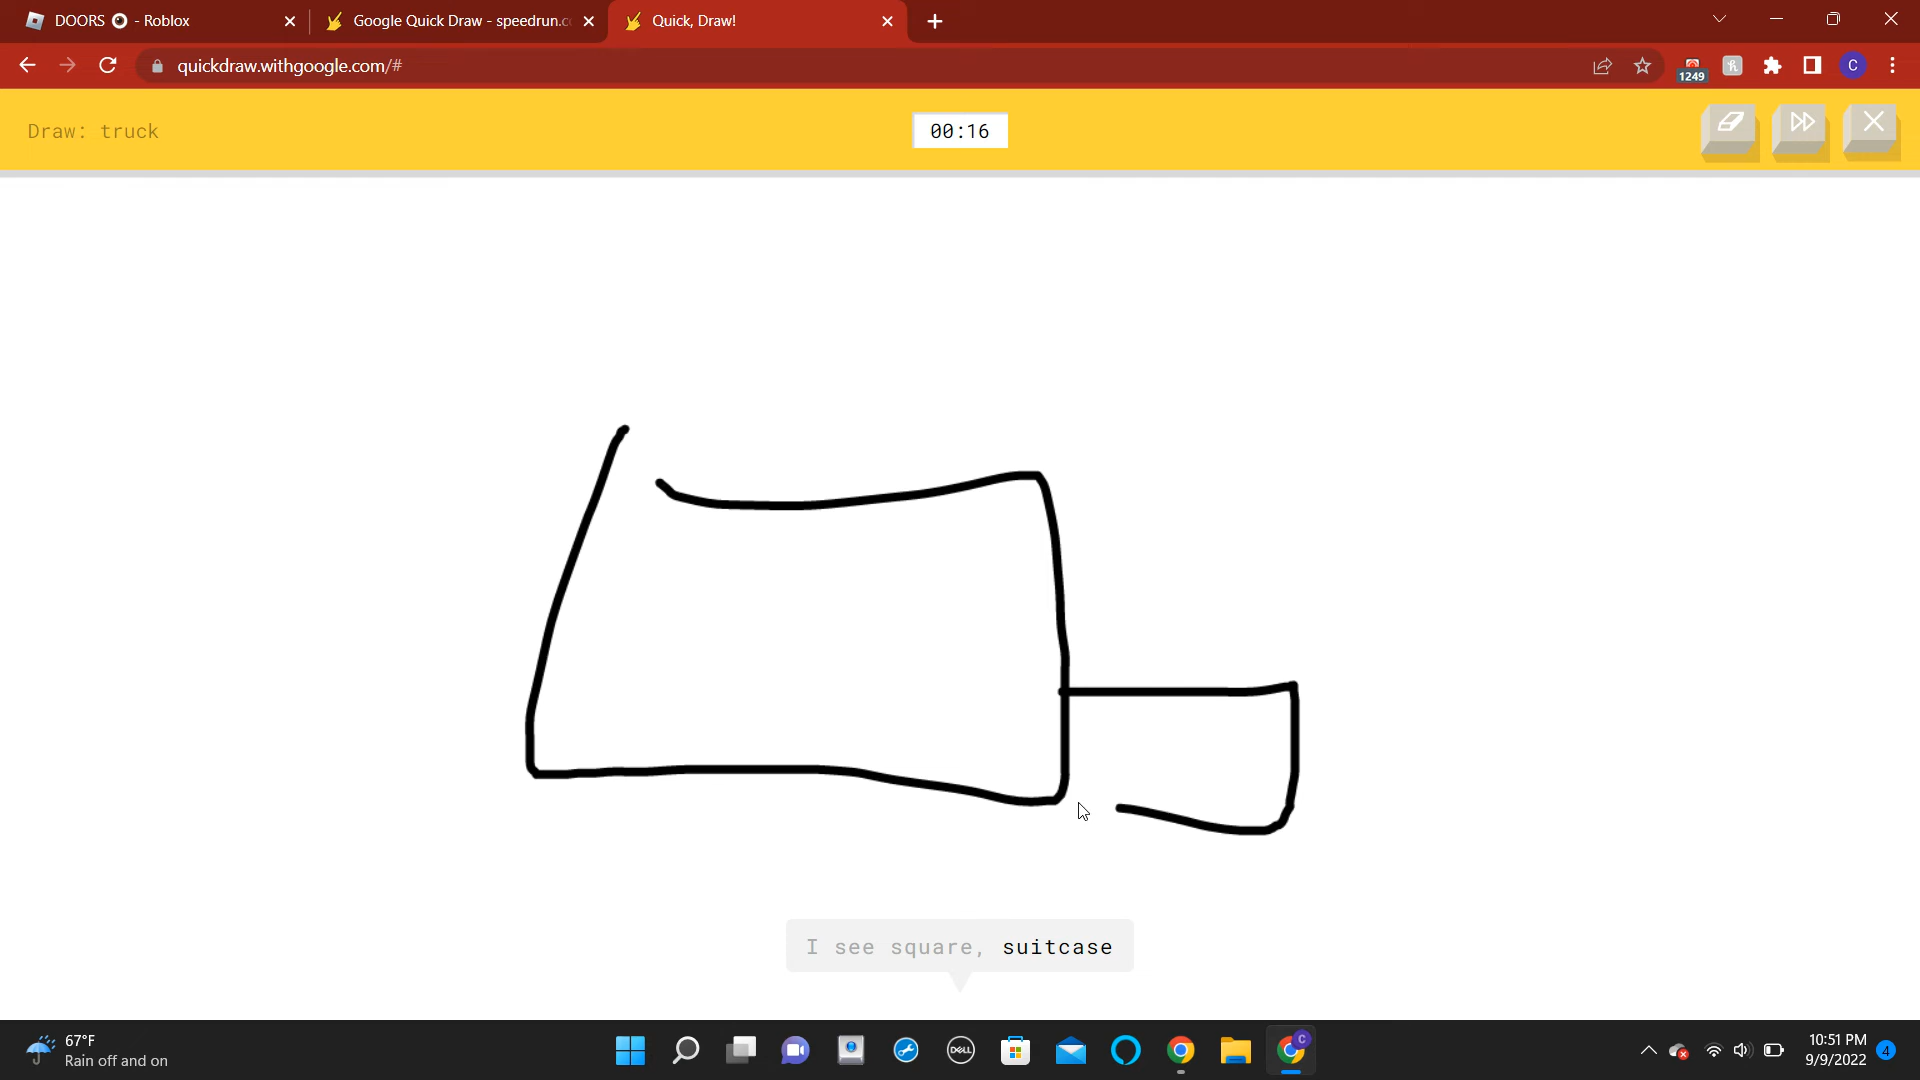 DOORS - Roblox
Google Quick Draw - speedrun.c
Quick, Draw!
quickdraw.withgoogle.com/#
1249
C
Draw: truck
00:16
I see square, suitcase
67°F
Rain off and on
DELL
C
10:51 PM
9/9/2022
4